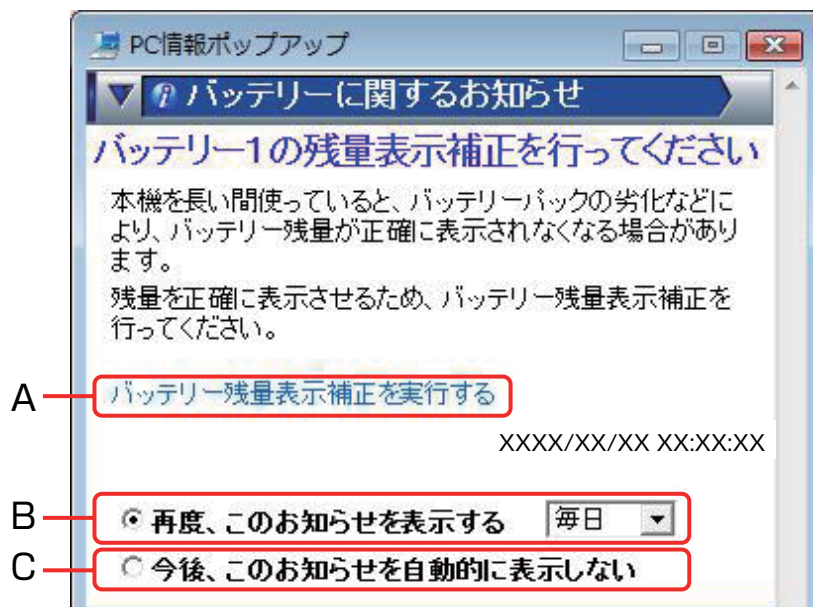 PC情報ポップアップ
バッテリーに関するお知らせ
バッテリー1の残量表示補正を行ってください
本機を長い間使っていると、バッテリーパックの劣化などに
より、バッテリー残量が正確に表示されなくなる場合があり
ます。
残量を正確に表示させるため、バッテリー残量表示補正を
行ってください。
A バッテリー残量表示補正を実行する
XXXX/XX/XX XX:XX:XX
B 再度、このお知らせを表示する 毎日
C 今後、このお知らせを自動的に表示しない